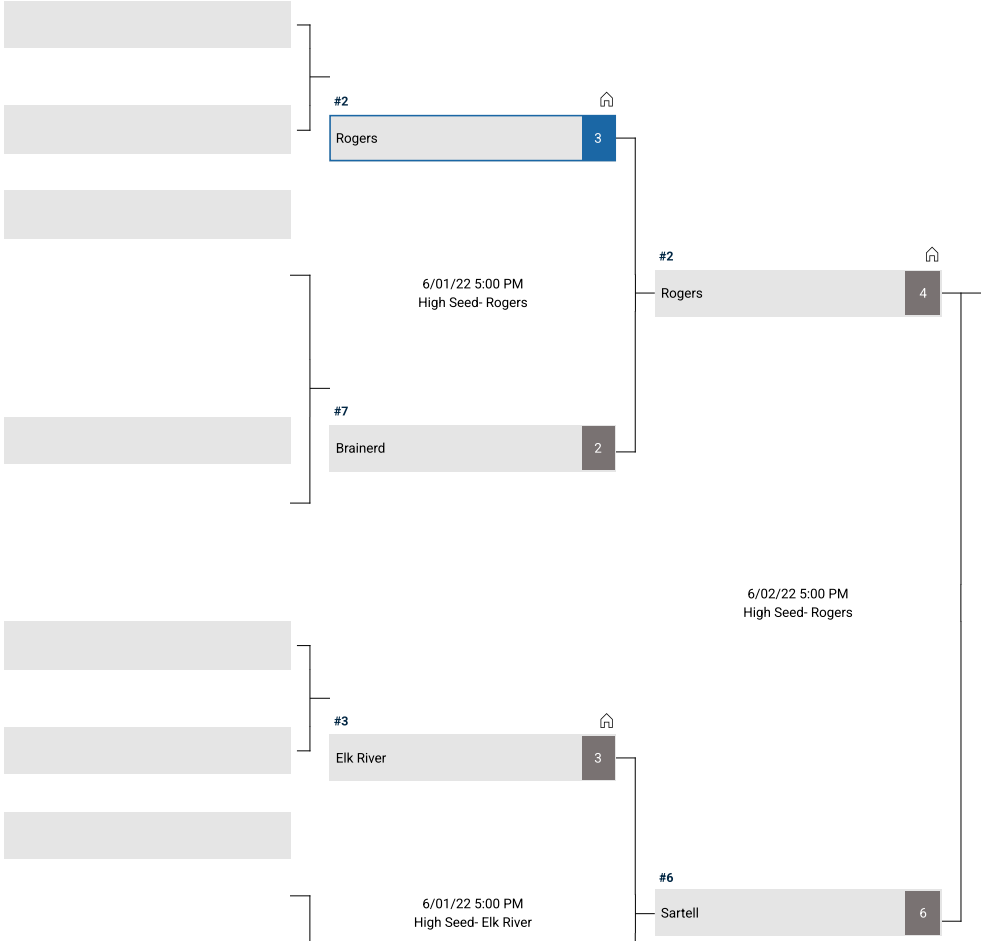 #2
Rogers 3
6/01/22 5:00 PM
High Seed- Rogers
#7
Brainerd 2
#2
Rogers 4
6/02/22 5:00 PM
High Seed- Rogers
#3
Elk River 3
6/01/22 5:00 PM
High Seed- Elk River
#6
Sartell 6